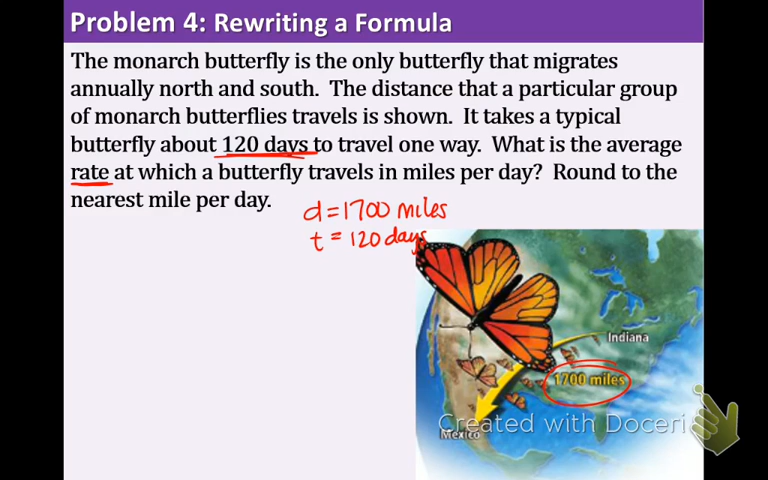 Problem 4: Rewriting a Formula
The monarch butterfly is the only butterfly that migrates
annually north and south. The distance that a particular group
of monarch butterflies travels is shown. It takes a typical
butterfly about 120 days to travel one way. What is the average
rate at which a butterfly travels in miles per day? Round to the
nearest mile per day.
d = 1700 miles
t = 120 days
Indiana
1700 miles
Created with Doceri
Mexico